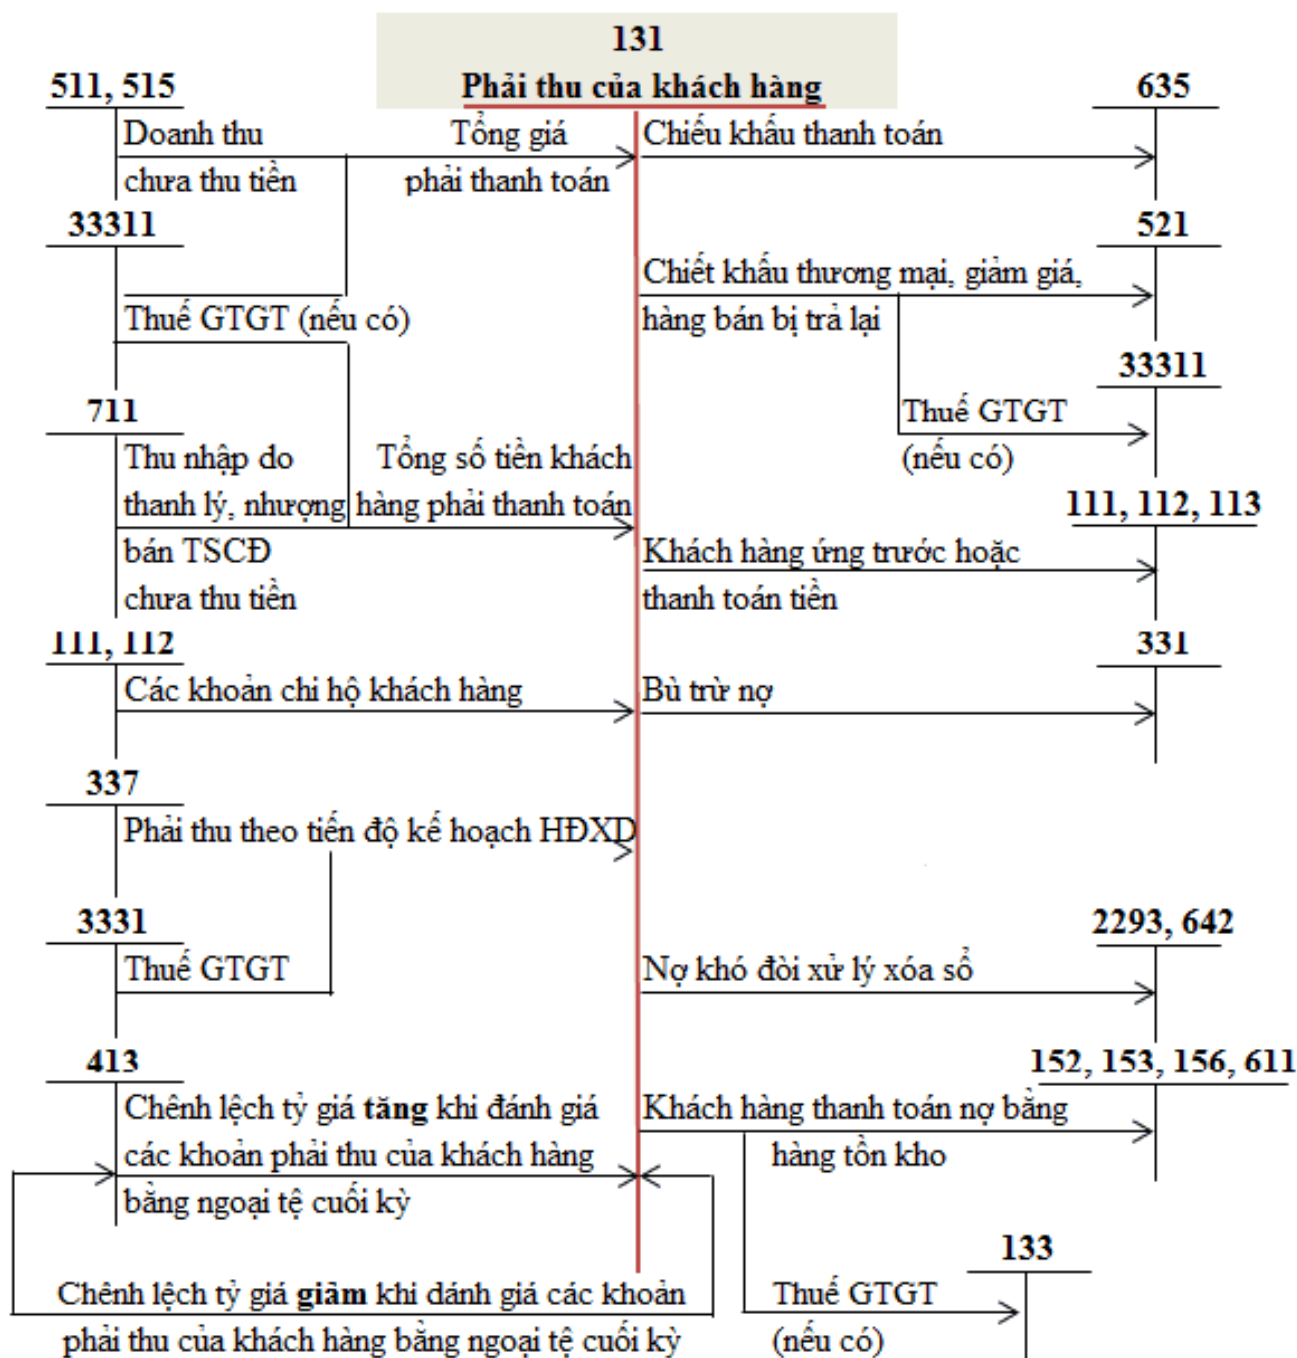 131
Phải thu của khách hàng
511, 515
635
Doanh thu
Tổng giá
Chiếu khấu thanh toán
chưa thu tiền
phải thanh toán
33311
521
Chiết khấu thương mại, giảm giá,
Thuế GTGT (nếu có)
hàng bán bị trả lại
33311
711
Thuế GTGT
Thu nhập do
Tổng số tiền khách
(nếu có)
thanh lý, nhượng
hàng phải thanh toán
111, 112, 113
bán TSCĐ
Khách hàng ứng trước hoặc
chưa thu tiền
thanh toán tiền
111, 112
331
Các khoản chi hộ khách hàng
Bù trừ nợ
337
Phải thu theo tiến độ kế hoạch HĐXD
3331
2293, 642
Thuế GTGT
Nợ khó đòi xử lý xóa sổ
413
152, 153, 156, 611
Chênh lệch tỷ giá tăng khi đánh giá
Khách hàng thanh toán nợ bằng
các khoản phải thu của khách hàng
hàng tồn kho
bằng ngoại tệ cuối kỳ
133
Chênh lệch tỷ giá giảm khi dánh giá các khoản
Thuế GTGT
phải thu của khách hàng bằng ngoại tệ cuối kỳ
(nếu có)